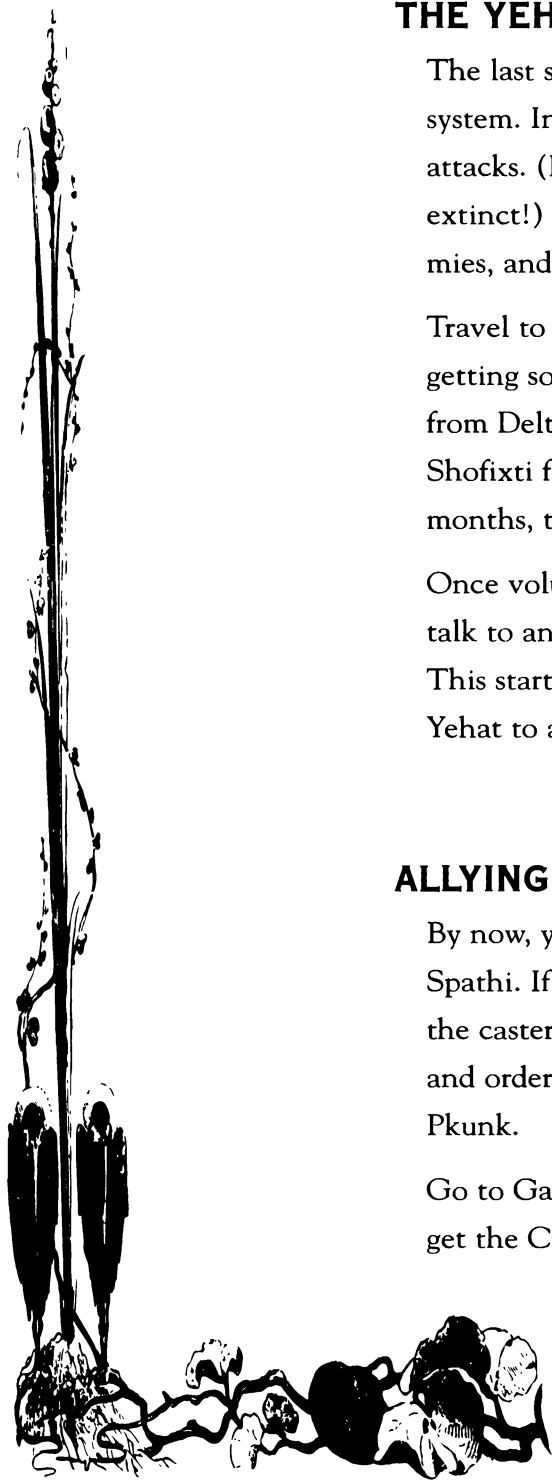 THE YEH
The last s
system. In
attacks. (
extinct!)
mies, and
Travel to
getting so
from Delt
Shofixti f
months, t
Once volu
talk to an
This start
Yehat to a
ALLYING
By now, y
Spathi. If
the caster
and order
Pkunk.
Go to Ga
get the C